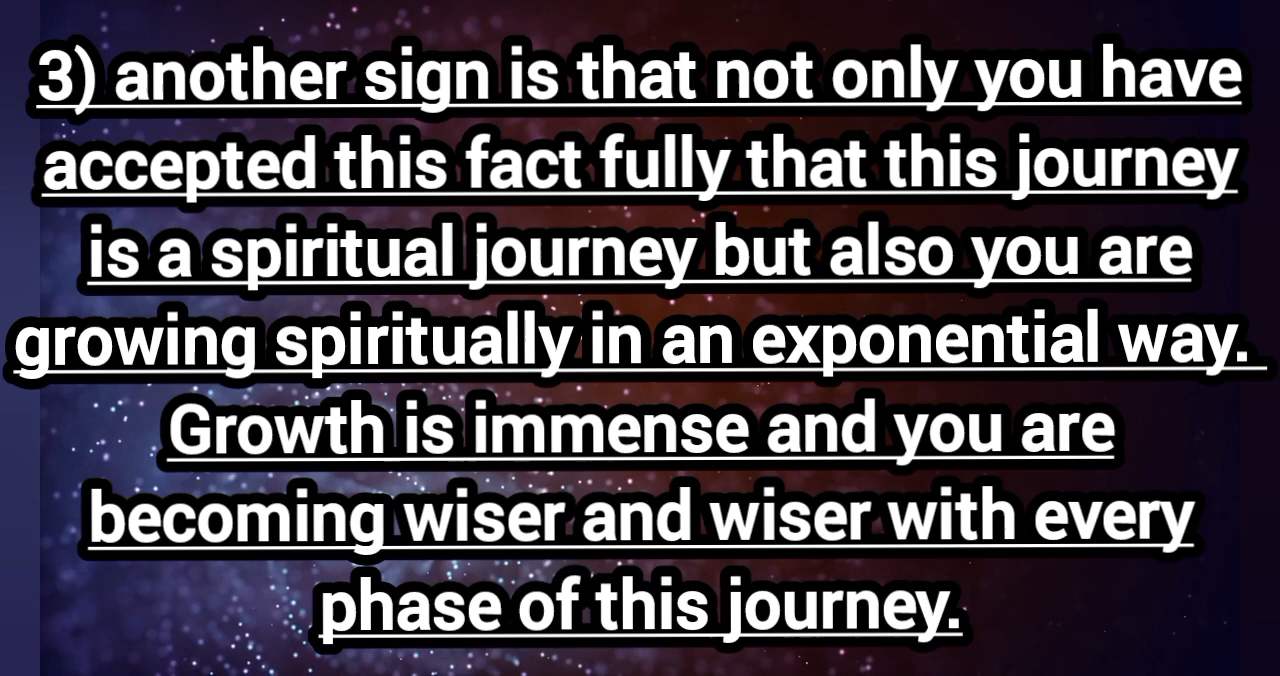 3) another sign is that not only you have
accepted this fact fully that this journey
is a spiritual journey but also you are
growing spiritually in an exponential way.
Growth is immense and you are
becoming wiser and wiser with every
phase of this journey.